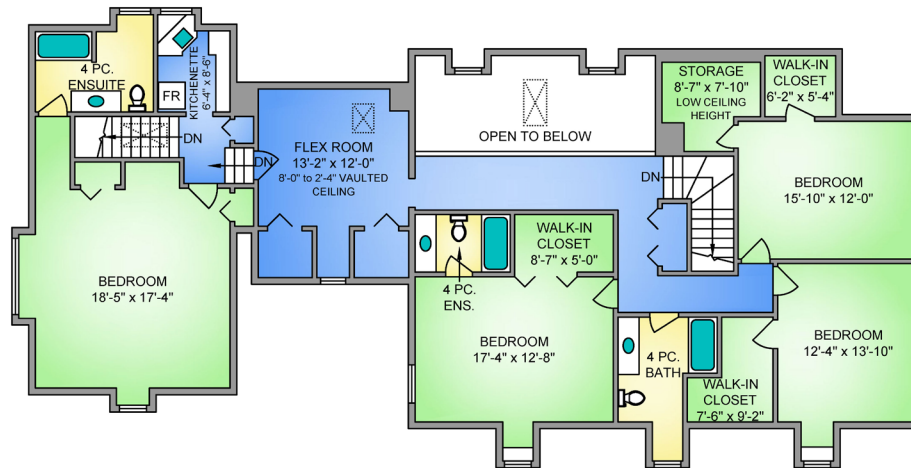 4 PC.
ENSUITE
KITCHENETTE
6'-4" x 8'-6"
FR
DN
DN
FLEX ROOM
13'-2" x 12'-0"
8'-0" to 2'-4" VAULTED
CEILING
OPEN TO BELOW
STORAGE
8'-7" x 7'-10"
LOW CEILING
HEIGHT
WALK-IN
CLOSET
6'-2" x 5'-4"
DN
BEDROOM
15'-10" x 12'-0"
BEDROOM
18'-5" x 17'-4"
4 PC.
ENS.
WALK-IN
CLOSET
8'-7" x 5'-0"
BEDROOM
17'-4" x 12'-8"
4 PC.
BATH
WALK-IN
CLOSET
7'-6" x 9'-2"
BEDROOM
12'-4" x 13'-10"